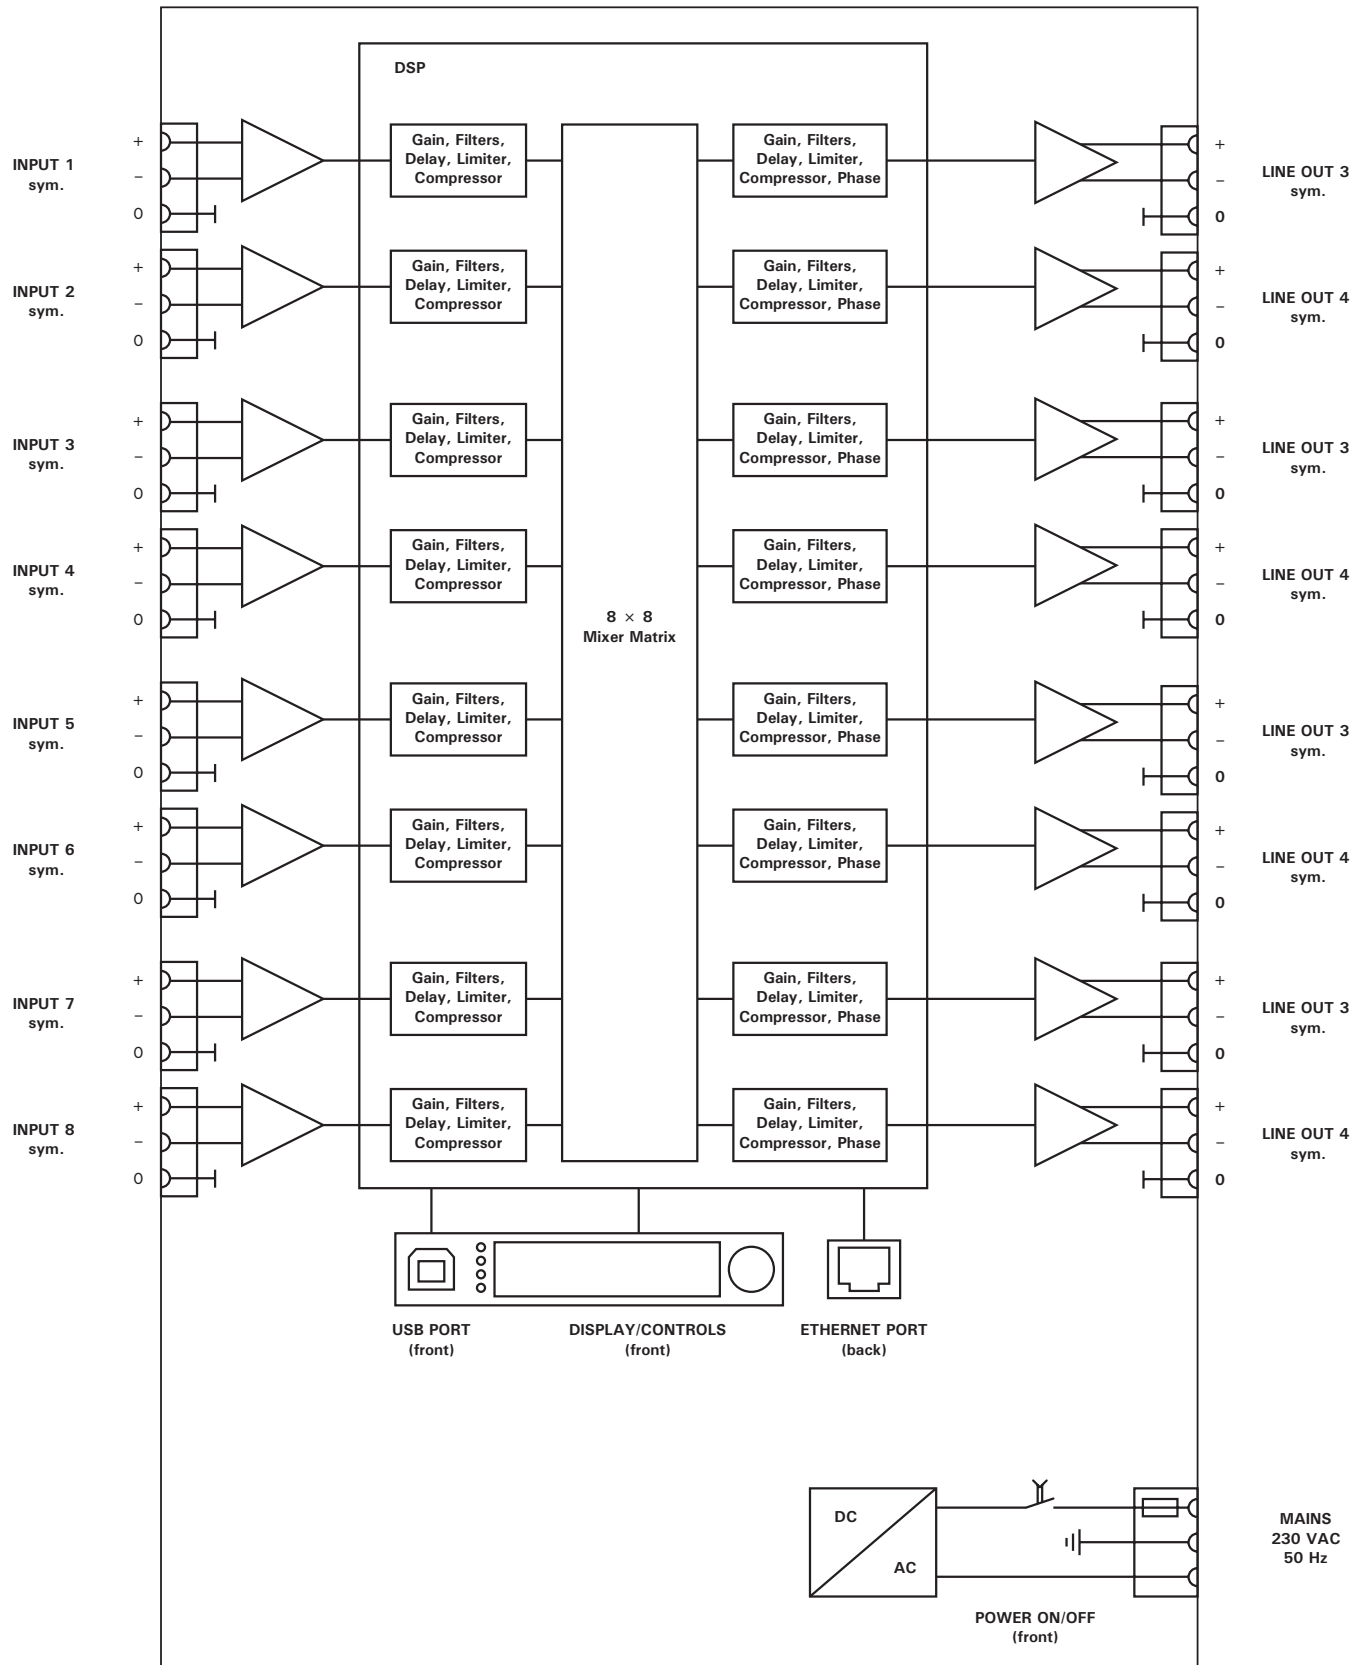 DSP
+
INPUT 1
sym.
−
0
Gain, Filters,
Delay, Limiter,
Compressor
Gain, Filters,
Delay, Limiter,
Compressor, Phase
+
−
0
LINE OUT 3
sym.
+
INPUT 2
sym.
−
0
Gain, Filters,
Delay, Limiter,
Compressor
Gain, Filters,
Delay, Limiter,
Compressor, Phase
+
−
0
LINE OUT 4
sym.
+
INPUT 3
sym.
−
0
Gain, Filters,
Delay, Limiter,
Compressor
Gain, Filters,
Delay, Limiter,
Compressor, Phase
+
−
0
LINE OUT 3
sym.
+
INPUT 4
sym.
−
0
Gain, Filters,
Delay, Limiter,
Compressor
8 × 8
Mixer Matrix
Gain, Filters,
Delay, Limiter,
Compressor, Phase
+
−
0
LINE OUT 4
sym.
+
INPUT 5
sym.
−
0
Gain, Filters,
Delay, Limiter,
Compressor
Gain, Filters,
Delay, Limiter,
Compressor, Phase
+
−
0
LINE OUT 3
sym.
+
INPUT 6
sym.
−
0
Gain, Filters,
Delay, Limiter,
Compressor
Gain, Filters,
Delay, Limiter,
Compressor, Phase
+
−
0
LINE OUT 4
sym.
+
INPUT 7
sym.
−
0
Gain, Filters,
Delay, Limiter,
Compressor
Gain, Filters,
Delay, Limiter,
Compressor, Phase
+
−
0
LINE OUT 3
sym.
+
INPUT 8
sym.
−
0
Gain, Filters,
Delay, Limiter,
Compressor
Gain, Filters,
Delay, Limiter,
Compressor, Phase
+
−
0
LINE OUT 4
sym.
USB PORT
(front)
DISPLAY/CONTROLS
(front)
ETHERNET PORT
(back)
DC
AC
POWER ON/OFF
(front)
MAINS
230 VAC
50 Hz